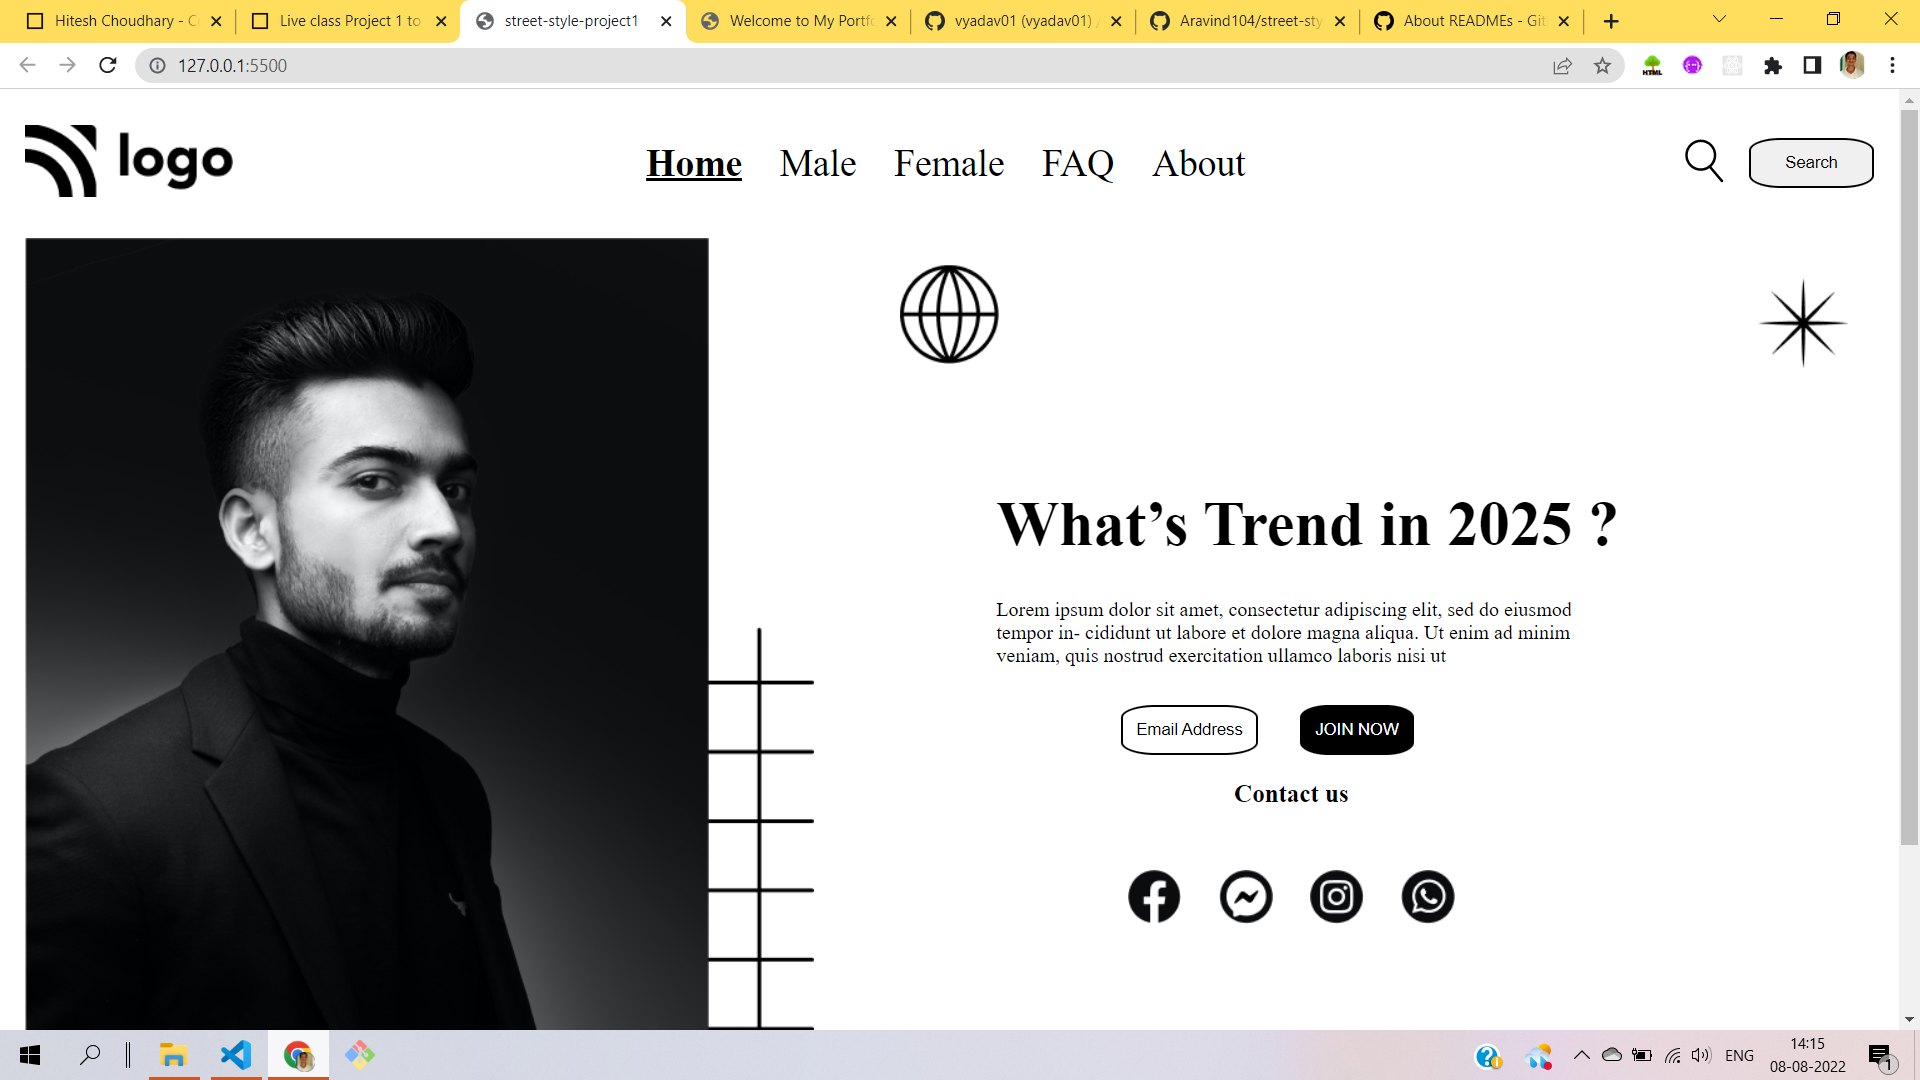 Hitesh Choudhary - C
Live class Project 1 to
street-style-project1
Welcome to My Portfo
vyadav01 (vyadav01) /
Aravind104/street-sty
About READMEs - Git
127.0.0.1:5500
HTML
logo
Home Male Female FAQ About
Search
What’s Trend in 2025 ?
Lorem ipsum dolor sit amet, consectetur adipiscing elit, sed do eiusmod
tempor in- cididunt ut labore et dolore magna aliqua. Ut enim ad minim
veniam, quis nostrud exercitation ullamco laboris nisi ut
Email Address JOIN NOW
Contact us
ENG
14:15
08-08-2022
1